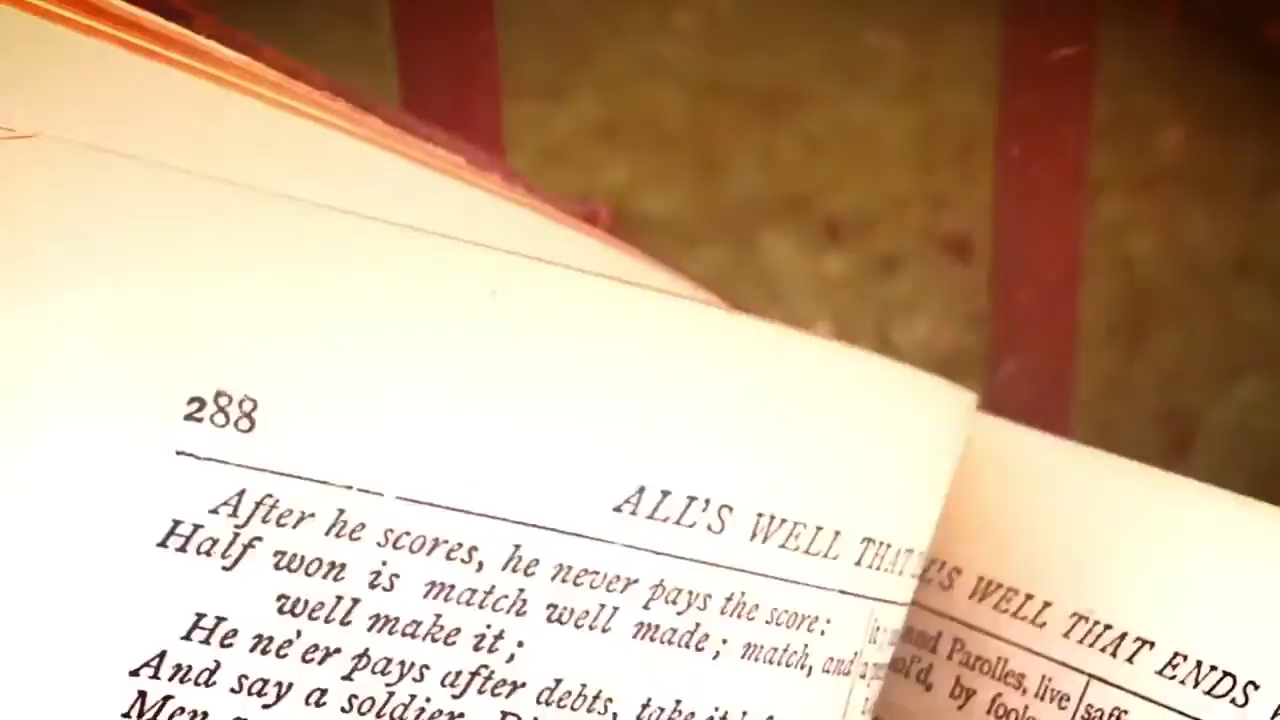 288
ALL'S WELL THAT
After he scores, he never pays the score:
Half won is match well made; match, and
well make it;
He ne'er pays after debts, take it
And say a soldier,
Men
'S WELL THAT ENDS
and Parolles, live
by fool
saff